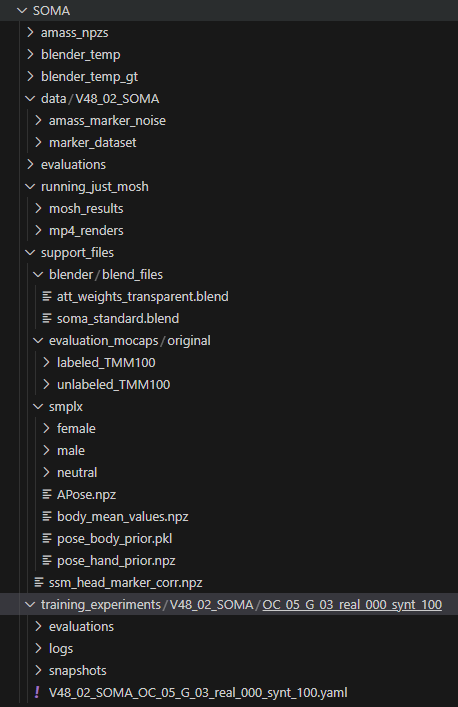 SOMA
amass_npzs
blender_temp
blender_temp_gt
data/V48_02_SOMA
amass_marker_noise
marker_dataset
evaluations
running_just_mosh
mosh_results
mp4_renders
support_files
blender/blend_files
att_weights_transparent.blend
soma_standard.blend
evaluation_mocaps/original
labeled_TMM100
unlabeled_TMM100
smplx
female
male
neutral
APose.npz
body_mean_values.npz
pose_body_prior.pkl
pose_hand_prior.npz
ssm_head_marker_corr.npz
training_experiments/V48_02_SOMA/OC_05_G_03_real_000_synt_100
evaluations
logs
snapshots
! V48_02_SOMA_OC_05_G_03_real_000_synt_100.yaml